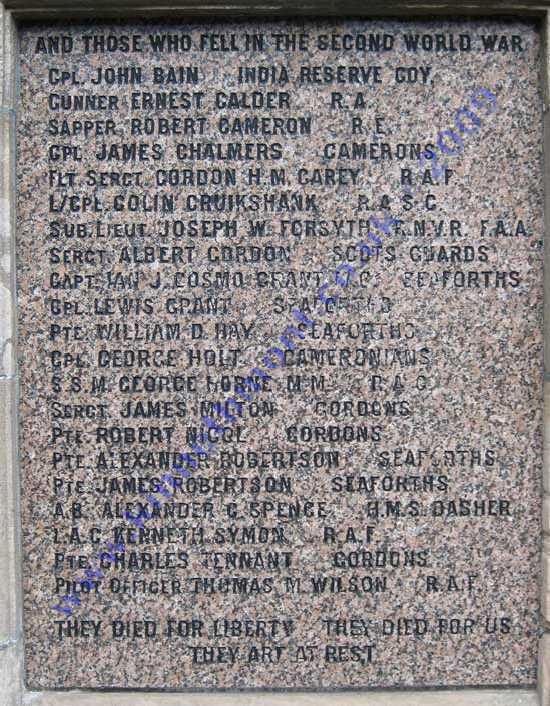 AND THOSE WHO FELL IN THE SECOND WORLD WAR
CPL. JOHN BAIN INDIA RESERVE COY.
GUNNER ERNEST CALDER R.A.
SAPPER ROBERT CAMERON R.E.
CPL. JAMES CHALMERS CAMERONS
FLT. SERGT. GORDON H.M. CAREY R.A.F.
L/CPL. COLIN CRUIKSHANK R.A.S.C.
SUB. LIEUT. JOSEPH W. FORSYTH R.N.V.R. F.A.A.
SERGT. ALBERT GORDON SCOTS GUARDS
CAPT. IAN J. COSMO GRANT M.C. SEAFORTHS
CPL. LEWIS GRANT SEAFORTHS
PTE. WILLIAM D. HAY SEAFORTHS
CPL. GEORGE HOLT CAMERONIANS
S.S.M. GEORGE HORNE M.M. R.A.C.
SERGT. JAMES MILTON GORDONS
PTE. ROBERT NICOL GORDONS
PTE. ALEXANDER ROBERTSON SEAFORTHS
PTE. JAMES ROBERTSON SEAFORTHS
A.B. ALEXANDER G. SPENCE H.M.S. DASHER
L.A.C. KENNETH SYMON R.A.F.
PTE. CHARLES TENNANT GORDONS
PILOT OFFICER THOMAS M. WILSON R.A.F.
THEY DIED FOR LIBERTY THEY DIED FOR US
THEY ART AT REST
2009